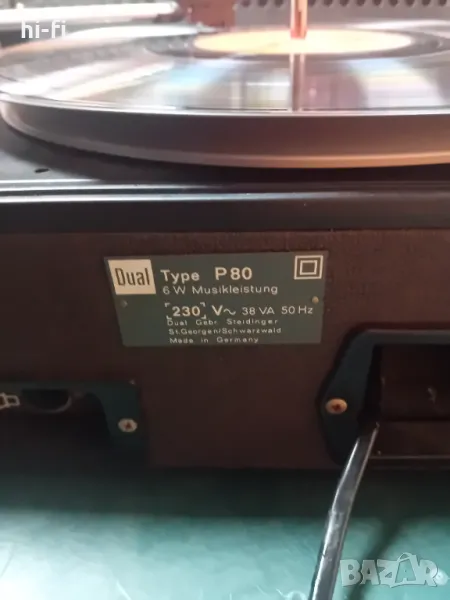 hi-fi
Dual Type P80
6 W Musikleistung
230 V~ 38 VA 50 Hz
Dual Gebr. Steidinger
St.Georgen/Schwarzwald
Made in Germany
bazar